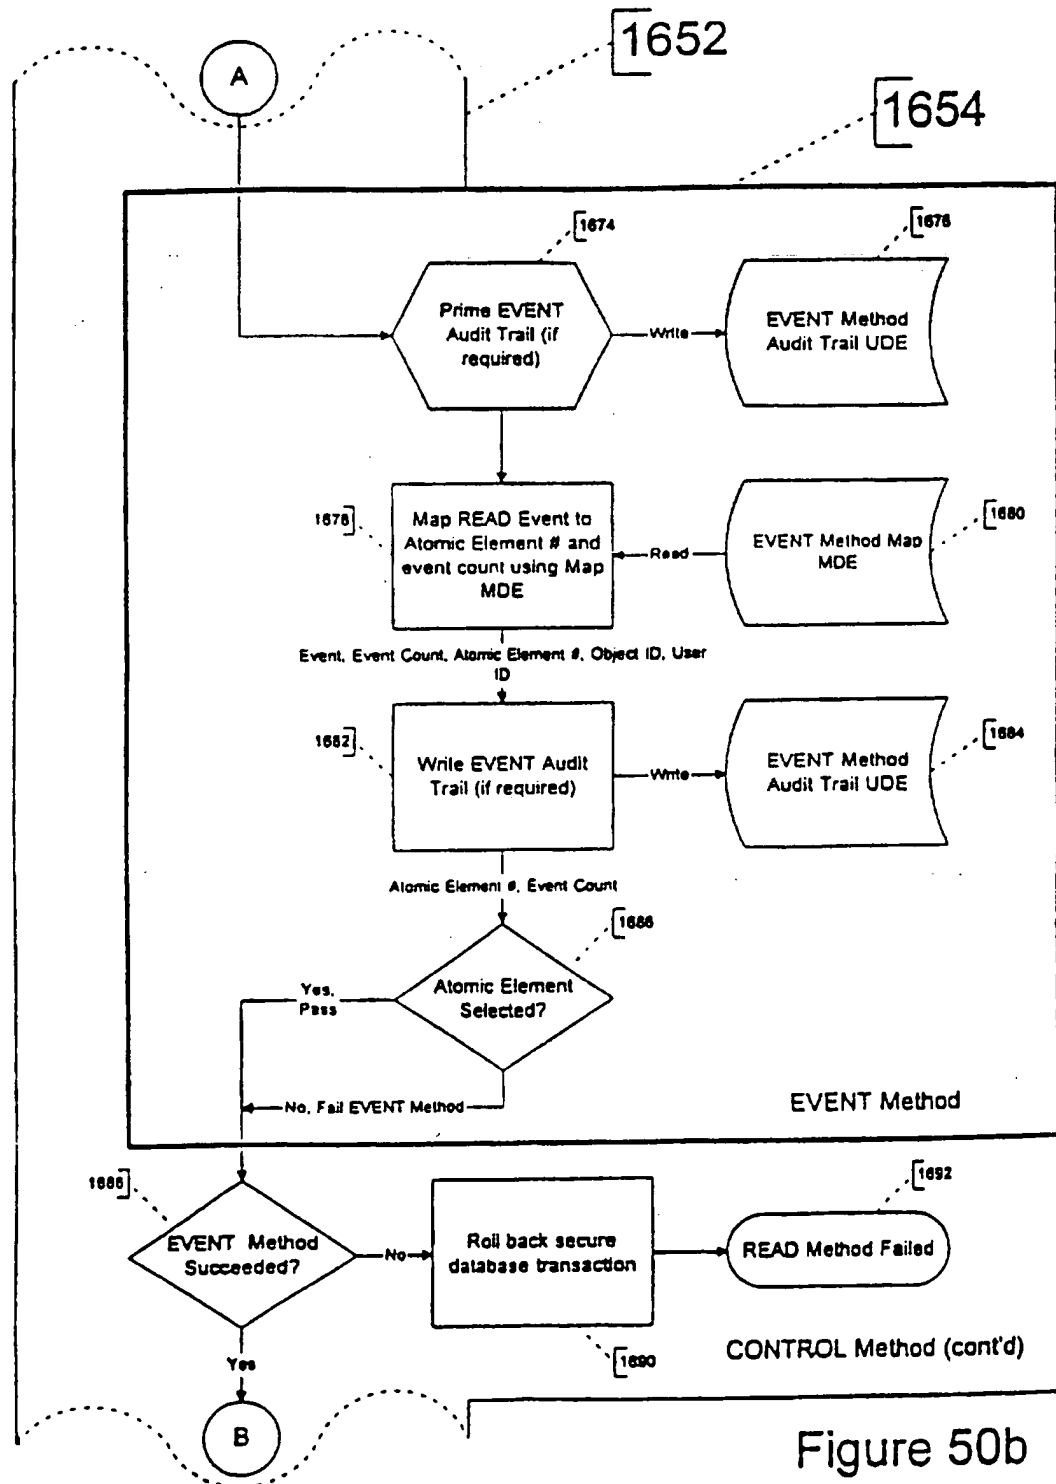 1652
A
1654
1674
1676
Prime EVENT
Audit Trail (if
required)
Write
EVENT Method
Audit Trail UDE
1678
Map READ Event to
Atomic Element # and
event count using Map
MDE
Read
EVENT Method Map
MDE
1680
Event, Event Count, Atomic Element #, Object ID, User
ID
1682
Write EVENT Audit
Trail (if required)
Write
EVENT Method
Audit Trail UDE
1684
Atomic Element #, Event Count
1686
Atomic Element
Selected?
Yes,
Pass
No, Fail EVENT Method
EVENT Method
1688
EVENT Method
Succeeded?
No
Roll back secure
database transaction
1692
READ Method Failed
Yes
1690
CONTROL Method (cont'd)
B
Figure 50b